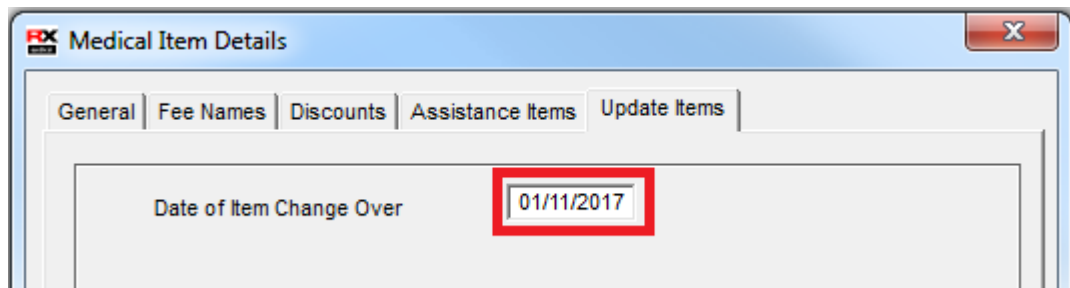 RX Medical Item Details X
General Fee Names Discounts Assistance Items Update Items
Date of Item Change Over 01/11/2017